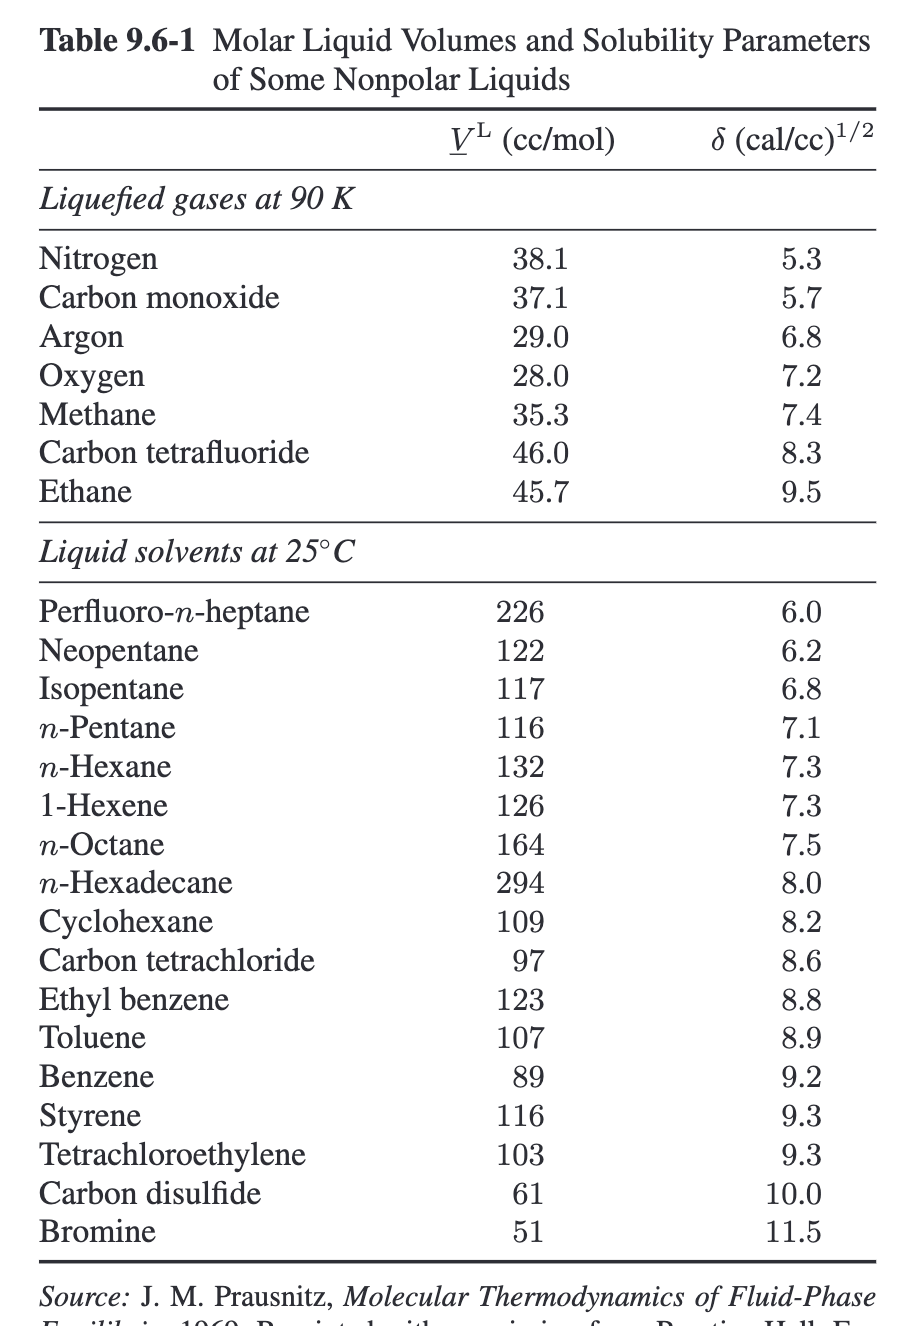 Table 9.6-1 Molar Liquid Volumes and Solubility Parameters
of Some Nonpolar Liquids
V̲ᴸ (cc/mol) δ (cal/cc)^1/2
Liquefied gases at 90 K
Nitrogen 38.1 5.3
Carbon monoxide 37.1 5.7
Argon 29.0 6.8
Oxygen 28.0 7.2
Methane 35.3 7.4
Carbon tetrafluoride 46.0 8.3
Ethane 45.7 9.5
Liquid solvents at 25°C
Perfluoro-n-heptane 226 6.0
Neopentane 122 6.2
Isopentane 117 6.8
n-Pentane 116 7.1
n-Hexane 132 7.3
1-Hexene 126 7.3
n-Octane 164 7.5
n-Hexadecane 294 8.0
Cyclohexane 109 8.2
Carbon tetrachloride 97 8.6
Ethyl benzene 123 8.8
Toluene 107 8.9
Benzene 89 9.2
Styrene 116 9.3
Tetrachloroethylene 103 9.3
Carbon disulfide 61 10.0
Bromine 51 11.5
Source: J. M. Prausnitz, Molecular Thermodynamics of Fluid-Phase